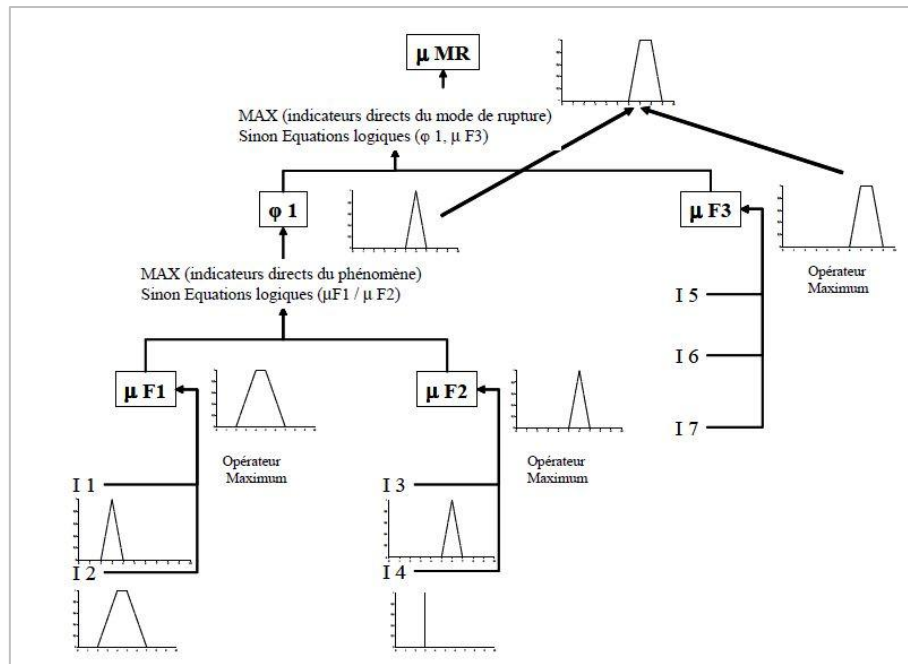 μ MR
MAX (indicateurs directs du mode de rupture)
Sinon Equations logiques (φ 1, μ F3)
φ 1
μ F3
MAX (indicateurs directs du phénomène)
Sinon Equations logiques (μF1 / μ F2)
Opérateur
Maximum
I 5
I 6
I 7
μ F1
μ F2
Opérateur
Maximum
Opérateur
Maximum
I 1
I 3
I 2
I 4